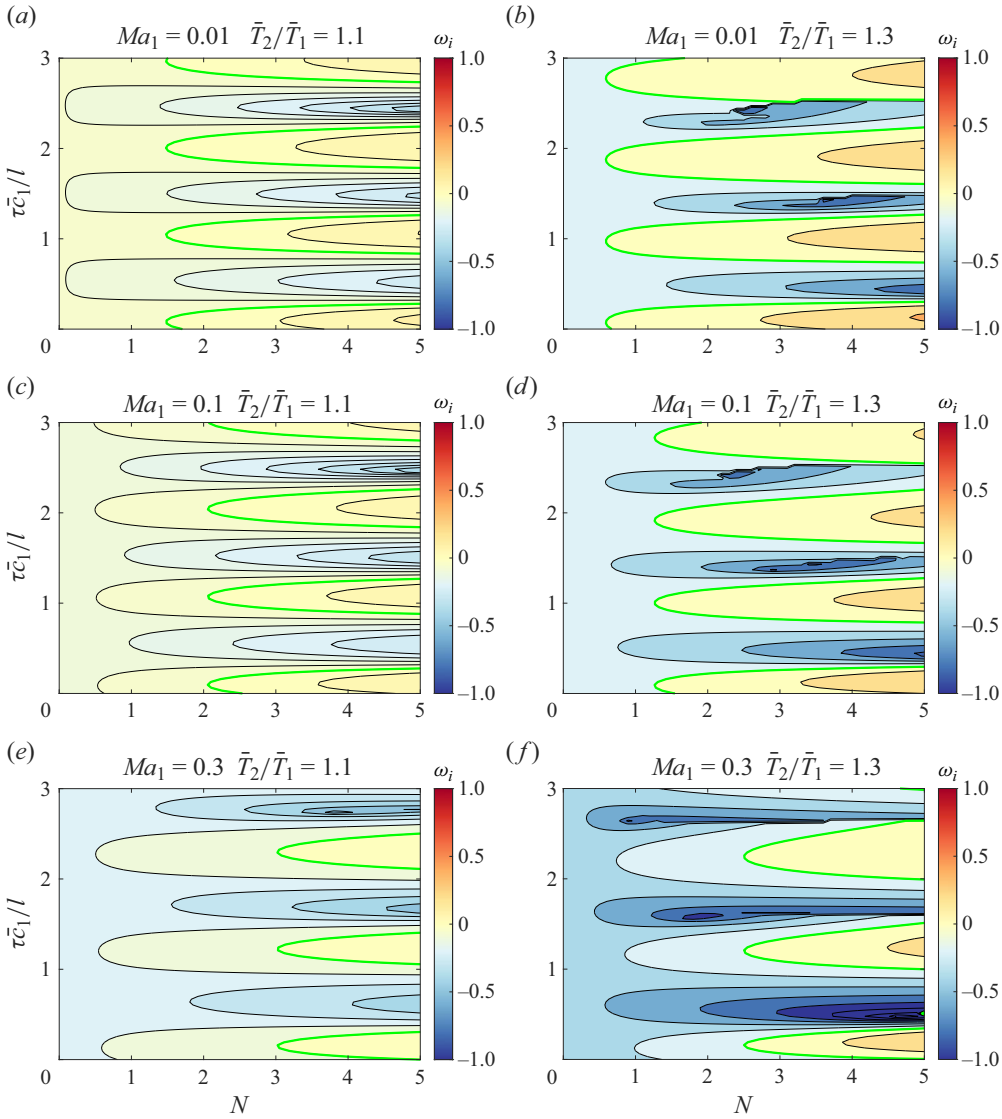 (a) (b)
Ma₁ = 0.01 T̄₂/T̄₁ = 1.1 ωᵢ Ma₁ = 0.01 T̄₂/T̄₁ = 1.3 ωᵢ
3 1.0 3 1.0
0.5 0.5
2 2
τc̄₁/l 0 0
1 1
–0.5 –0.5
–1.0 –1.0
0 1 2 3 4 5 0 1 2 3 4 5
(c) (d)
Ma₁ = 0.1 T̄₂/T̄₁ = 1.1 ωᵢ Ma₁ = 0.1 T̄₂/T̄₁ = 1.3 ωᵢ
3 1.0 3 1.0
0.5 0.5
2 2
τc̄₁/l 0 0
1 1
–0.5 –0.5
–1.0 –1.0
0 1 2 3 4 5 0 1 2 3 4 5
(e) (f)
Ma₁ = 0.3 T̄₂/T̄₁ = 1.1 ωᵢ Ma₁ = 0.3 T̄₂/T̄₁ = 1.3 ωᵢ
3 1.0 3 1.0
0.5 0.5
2 2
τc̄₁/l 0 0
1 1
–0.5 –0.5
–1.0 –1.0
0 1 2 3 4 5 0 1 2 3 4 5
N N